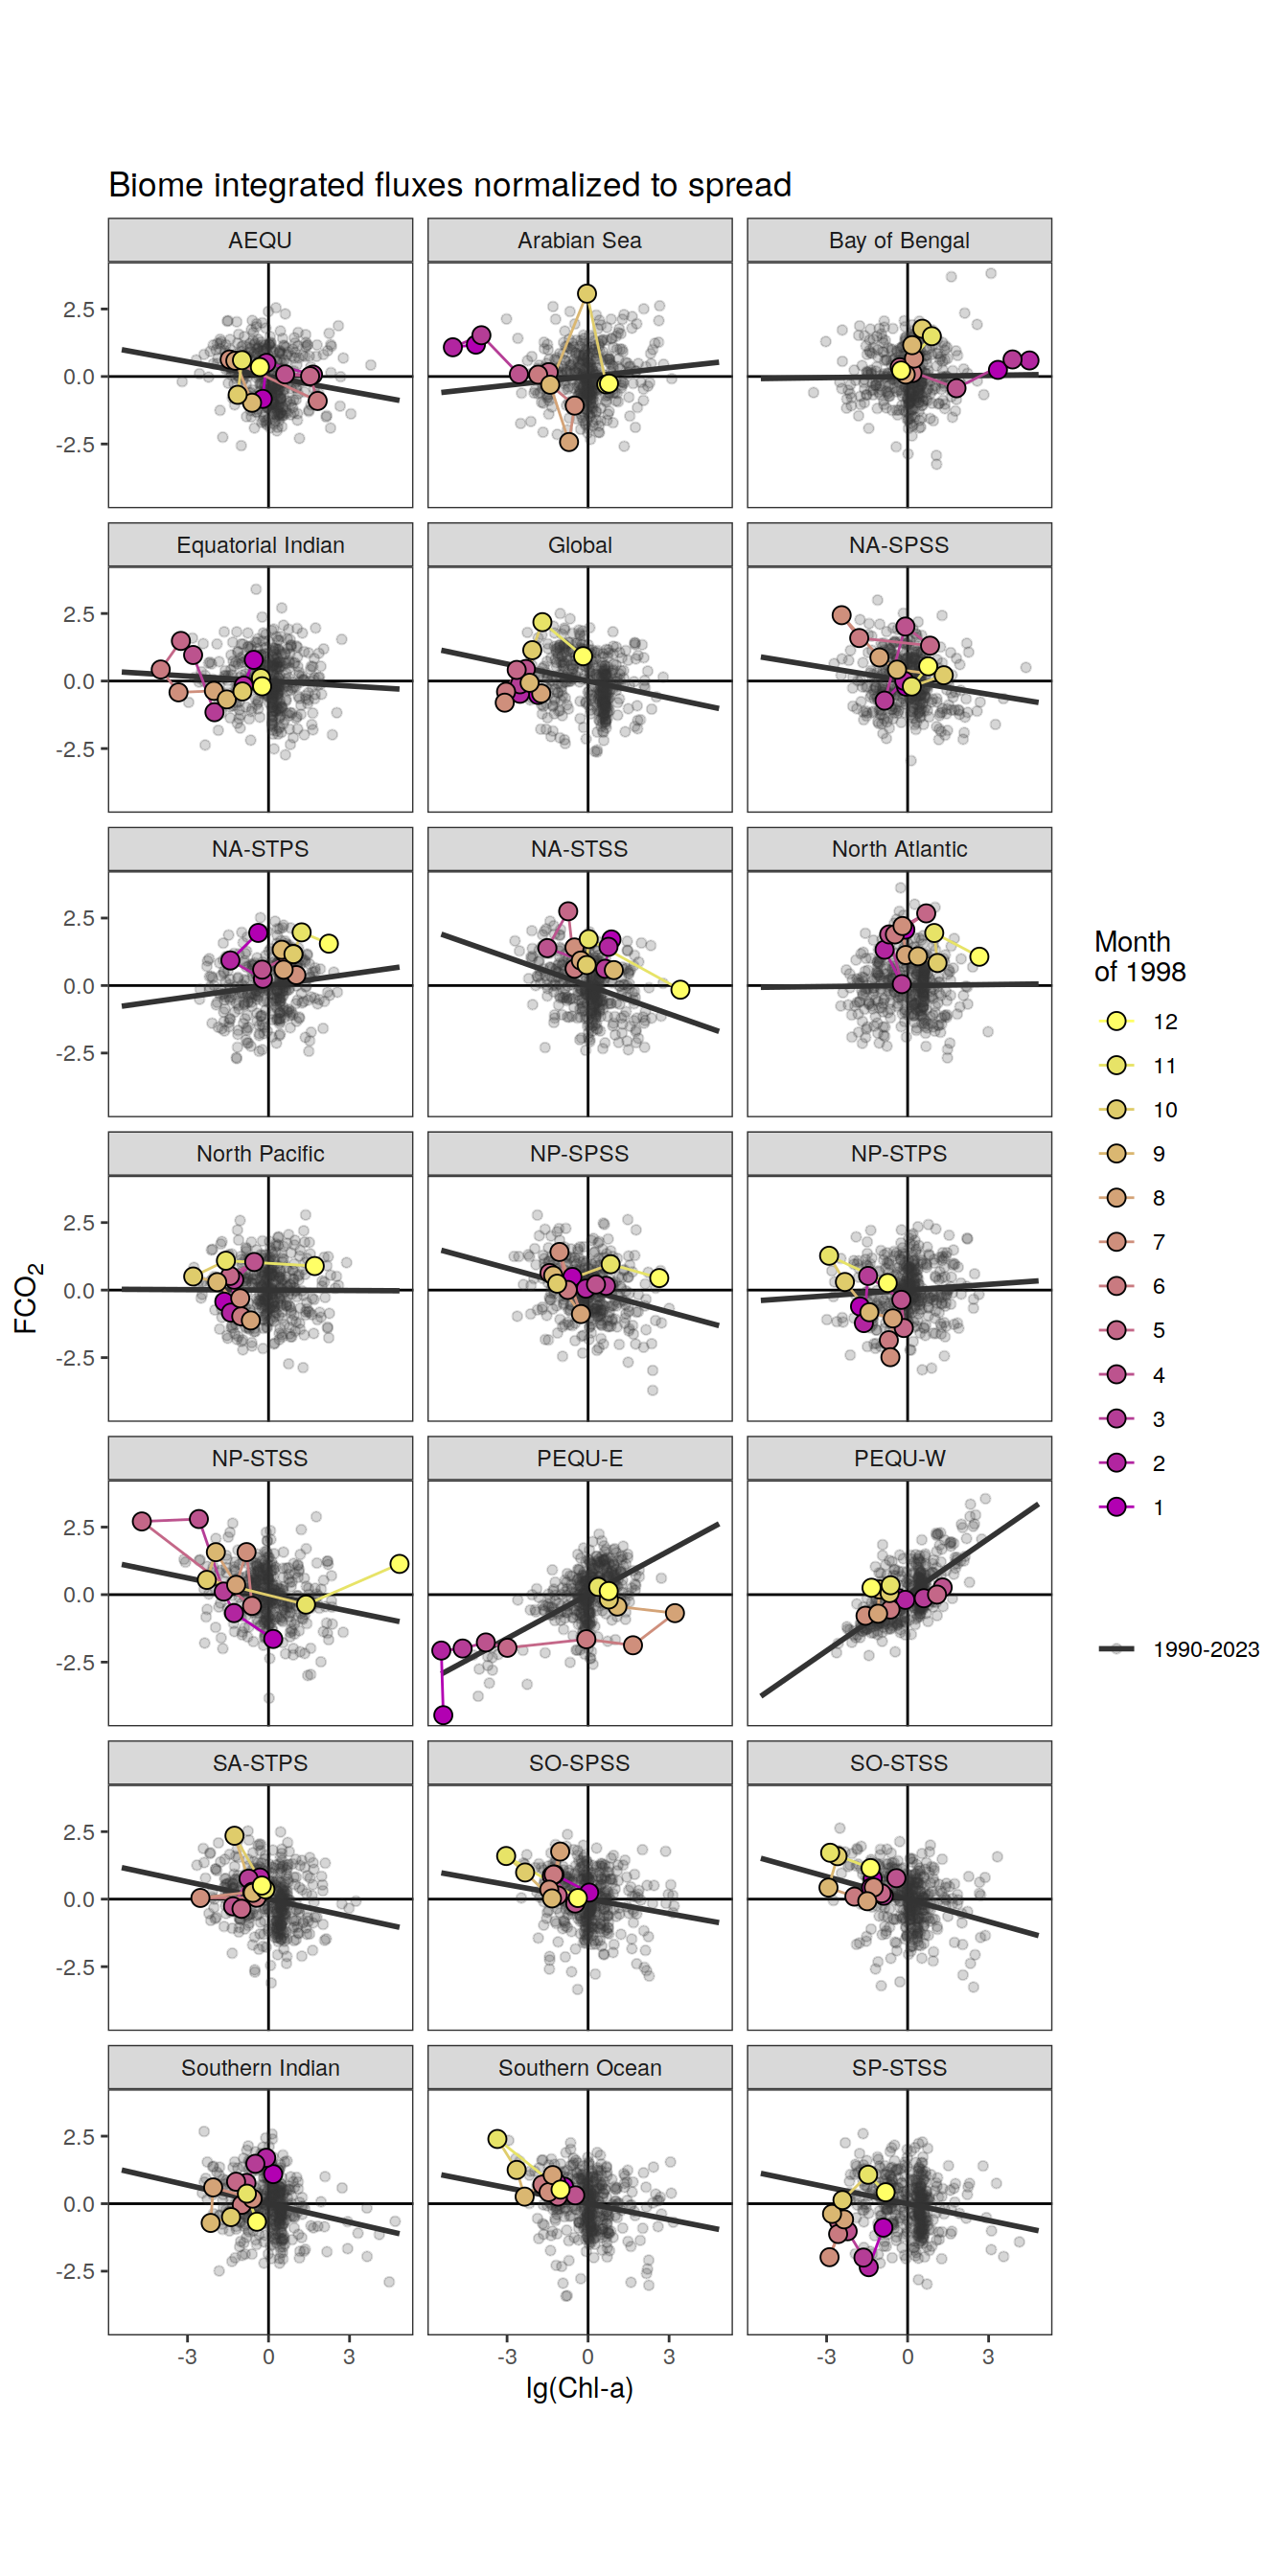 Biome integrated fluxes normalized to spread
AEQU
Arabian Sea
Bay of Bengal
2.5
0.0
-2.5
Equatorial Indian
Global
NA-SPSS
2.5
0.0
-2.5
NA-STPS
NA-STSS
North Atlantic
2.5
0.0
-2.5
North Pacific
NP-SPSS
NP-STPS
2.5
0.0
-2.5
NP-STSS
PEQU-E
PEQU-W
2.5
0.0
-2.5
SA-STPS
SO-SPSS
SO-STSS
2.5
0.0
-2.5
Southern Indian
Southern Ocean
SP-STSS
2.5
0.0
-2.5
-3 0 3
-3 0 3
-3 0 3
lg(Chl-a)
FCO₂
Month
of 1998
12
11
10
9
8
7
6
5
4
3
2
1
1990-2023